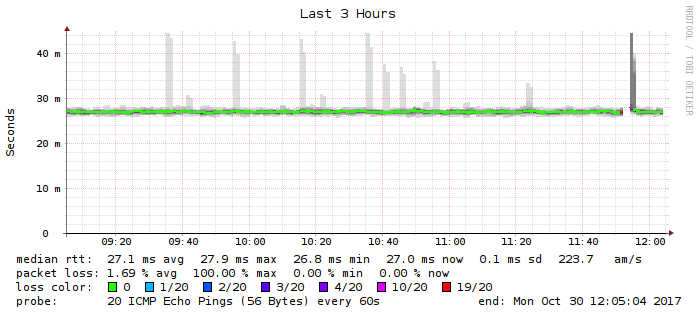 Last 3 Hours
RRDTOOL / TOBI OETIKER
Seconds
40 m
30 m
20 m
10 m
0
09:20 09:40 10:00 10:20 10:40 11:00 11:20 11:40 12:00
median rtt: 27.1 ms avg 27.9 ms max 26.8 ms min 27.0 ms now 0.1 ms sd 223.7 am/s
packet loss: 1.69 % avg 100.00 % max 0.00 % min 0.00 % now
loss color: 0 1/20 2/20 3/20 4/20 10/20 19/20
probe: 20 ICMP Echo Pings (56 Bytes) every 60s end: Mon Oct 30 12:05:04 2017